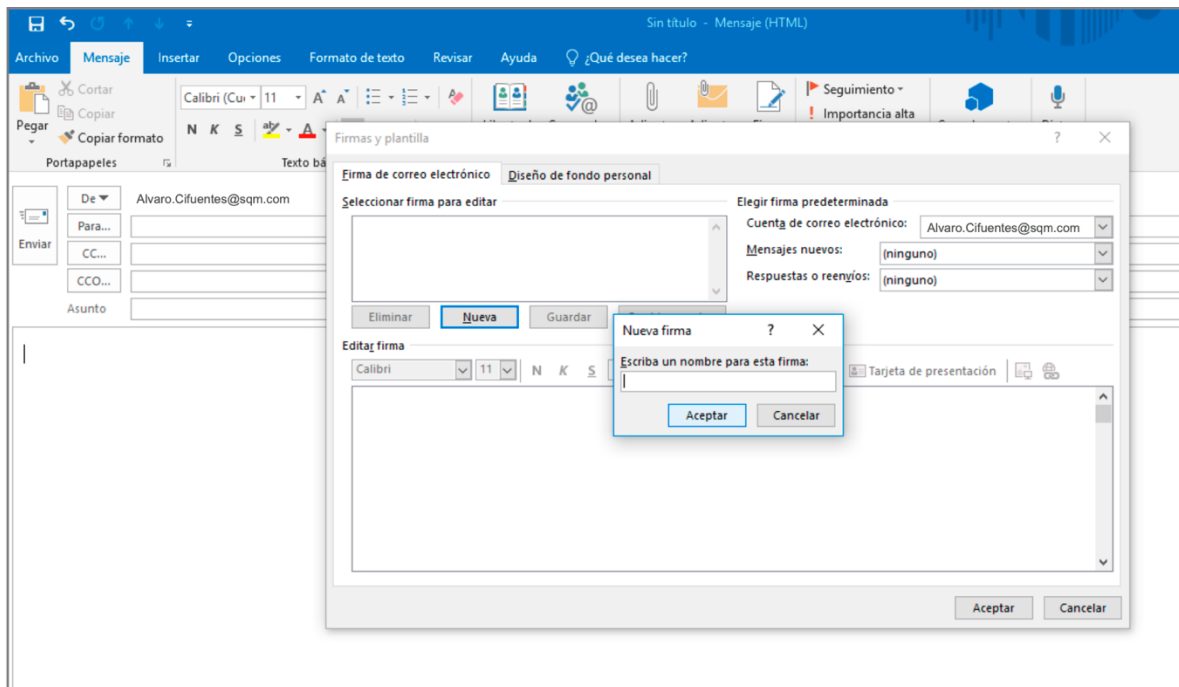 Sin título - Mensaje (HTML)
Archivo Mensaje Insertar Opciones Formato de texto Revisar Ayuda ¿Qué desea hacer?
Pegar
Cortar
Copiar
Copiar formato
Portapapeles
Calibri (Cu 11
N K S
Texto bá
Seguimiento
Importancia alta
Enviar
De Alvaro.Cifuentes@sqm.com
Para...
CC...
CCO...
Asunto
Firmas y plantilla
Firma de correo electrónico Diseño de fondo personal
Seleccionar firma para editar
Elegir firma predeterminada
Cuenta de correo electrónico: Alvaro.Cifuentes@sqm.com
Mensajes nuevos: (ninguno)
Respuestas o reenvíos: (ninguno)
Eliminar Nueva Guardar
Editar firma
Calibri 11 N K S
Tarjeta de presentación
Nueva firma
Escriba un nombre para esta firma:
Aceptar Cancelar
Aceptar Cancelar